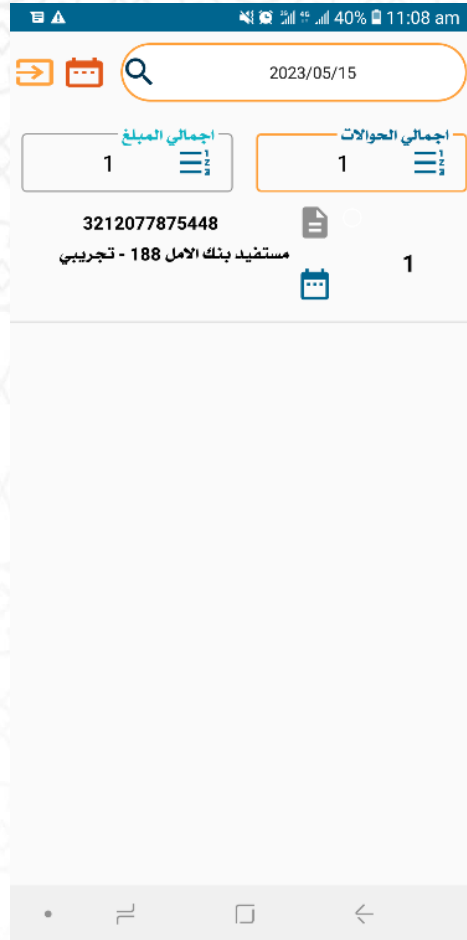 40% 11:08 am
2023/05/15
اجمالي الحوالات
1
اجمالي المبلغ
1
3212077875448
مستفيد بنك الامل 188 - تجريبي
1